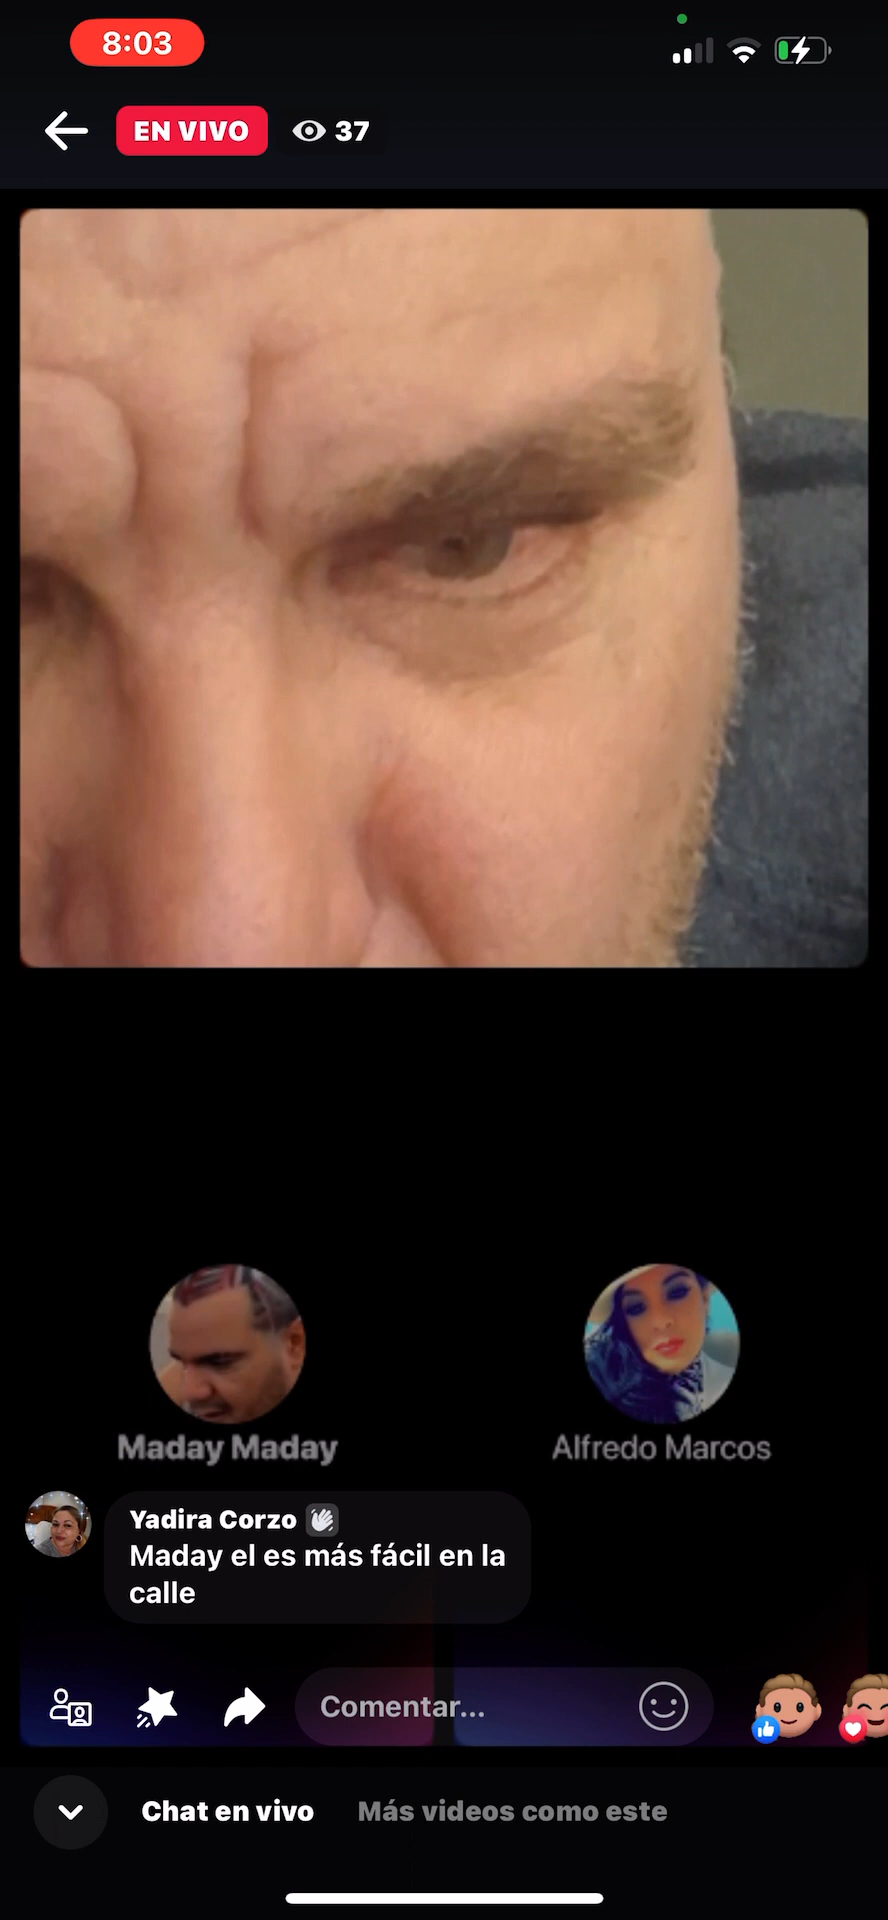 8:03
EN VIVO 37
Maday Maday
Alfredo Marcos
Yadira Corzo
Maday el es más fácil en la
calle
Comentar...
Chat en vivo Más videos como este